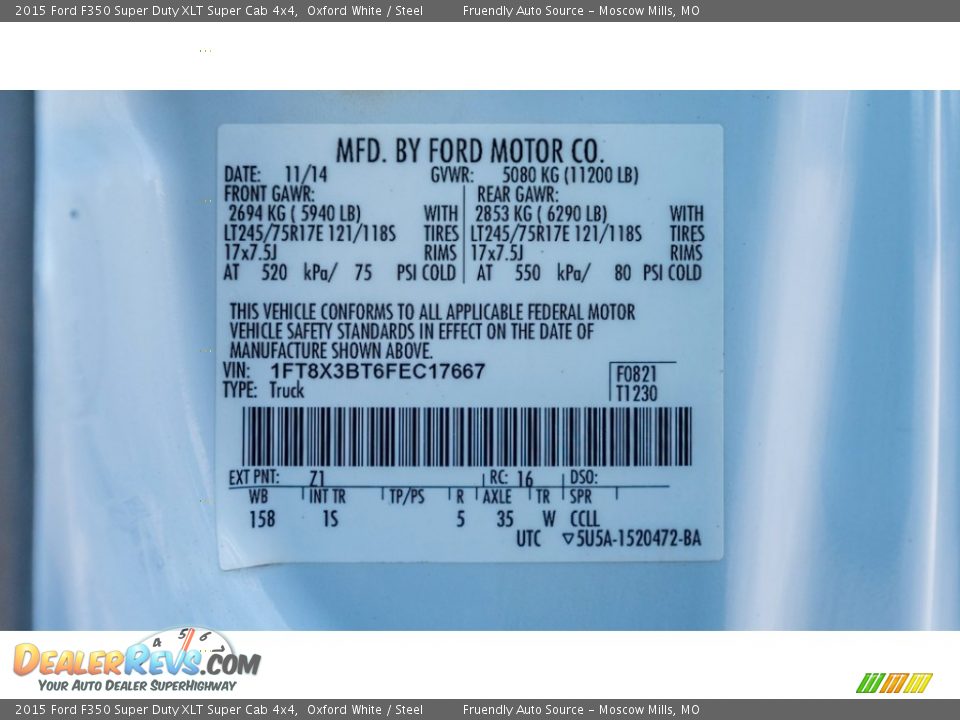 2015 Ford F350 Super Duty XLT Super Cab 4x4, Oxford White / Steel Fruendly Auto Source - Moscow Mills, MO
MFD. BY FORD MOTOR CO.
DATE: 11/14 GVWR: 5080 KG (11200 LB)
FRONT GAWR: REAR GAWR:
2694 KG ( 5940 LB) WITH 2853 KG ( 6290 LB) WITH
LT245/75R17E 121/118S TIRES LT245/75R17E 121/118S TIRES
17x7.5J RIMS 17x7.5J RIMS
AT 520 kPa/ 75 PSI COLD AT 550 kPa/ 80 PSI COLD
THIS VEHICLE CONFORMS TO ALL APPLICABLE FEDERAL MOTOR
VEHICLE SAFETY STANDARDS IN EFFECT ON THE DATE OF
MANUFACTURE SHOWN ABOVE.
VIN: 1FT8X3BT6FEC17667 F0821
TYPE: Truck T1230
EXT PNT: Z1 RC: 16 DSO:
WB INT TR TP/PS R AXLE TR SPR
158 1S 5 35 W CCLL
UTC ▽5U5A-1520472-BA
4 5 6 7
DEALERREVS.COM
YOUR AUTO DEALER SUPERHIGHWAY
2015 Ford F350 Super Duty XLT Super Cab 4x4, Oxford White / Steel Fruendly Auto Source - Moscow Mills, MO